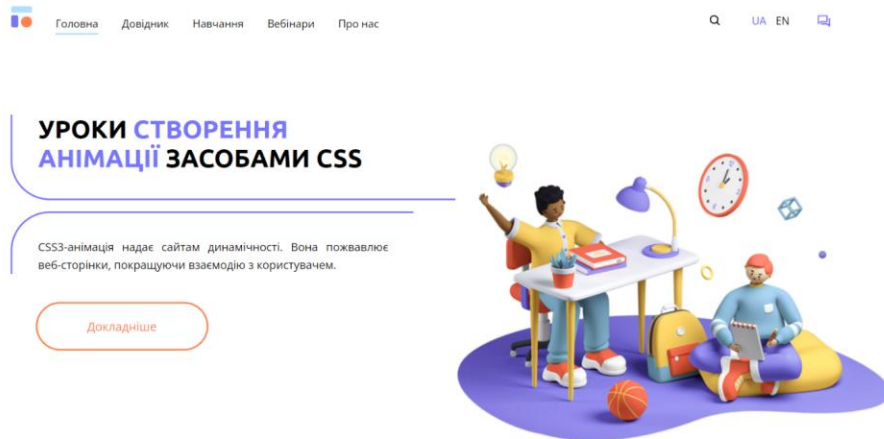 Головна Довідник Навчання Вебінари Про нас UA EN
УРОКИ СТВОРЕННЯ
АНІМАЦІЇ ЗАСОБАМИ CSS
CSS3-анімація надає сайтам динамічності. Вона пожвавлює
веб-сторінки, покращуючи взаємодію з користувачем.
Докладніше